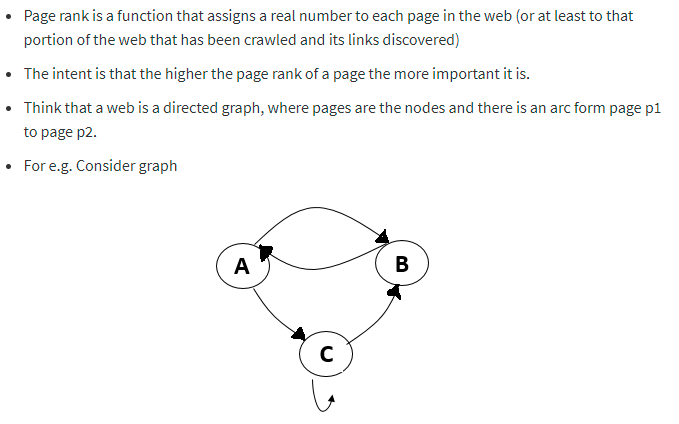 • Page rank is a function that assigns a real number to each page in the web (or at least to that
portion of the web that has been crawled and its links discovered)
• The intent is that the higher the page rank of a page the more important it is.
• Think that a web is a directed graph, where pages are the nodes and there is an arc form page p1
to page p2.
• For e.g. Consider graph
A
B
C